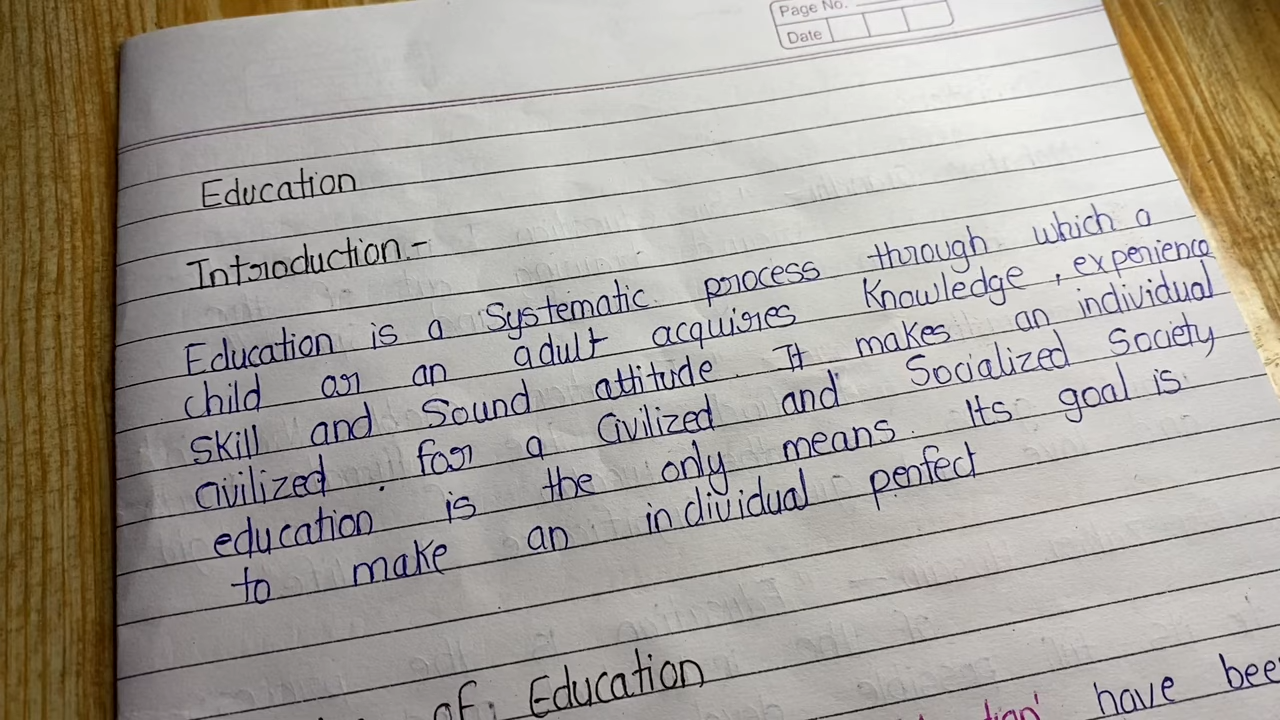 Page No.
Date
Education
Introduction:-
Education is a Systematic process through which a
child or an adult acquires Knowledge, experience
skill and Sound attitude. It makes an individual
civilized. for a Civilized and Socialized Society
education is the only means. Its goal is
to make an individual perfect
of Education
have